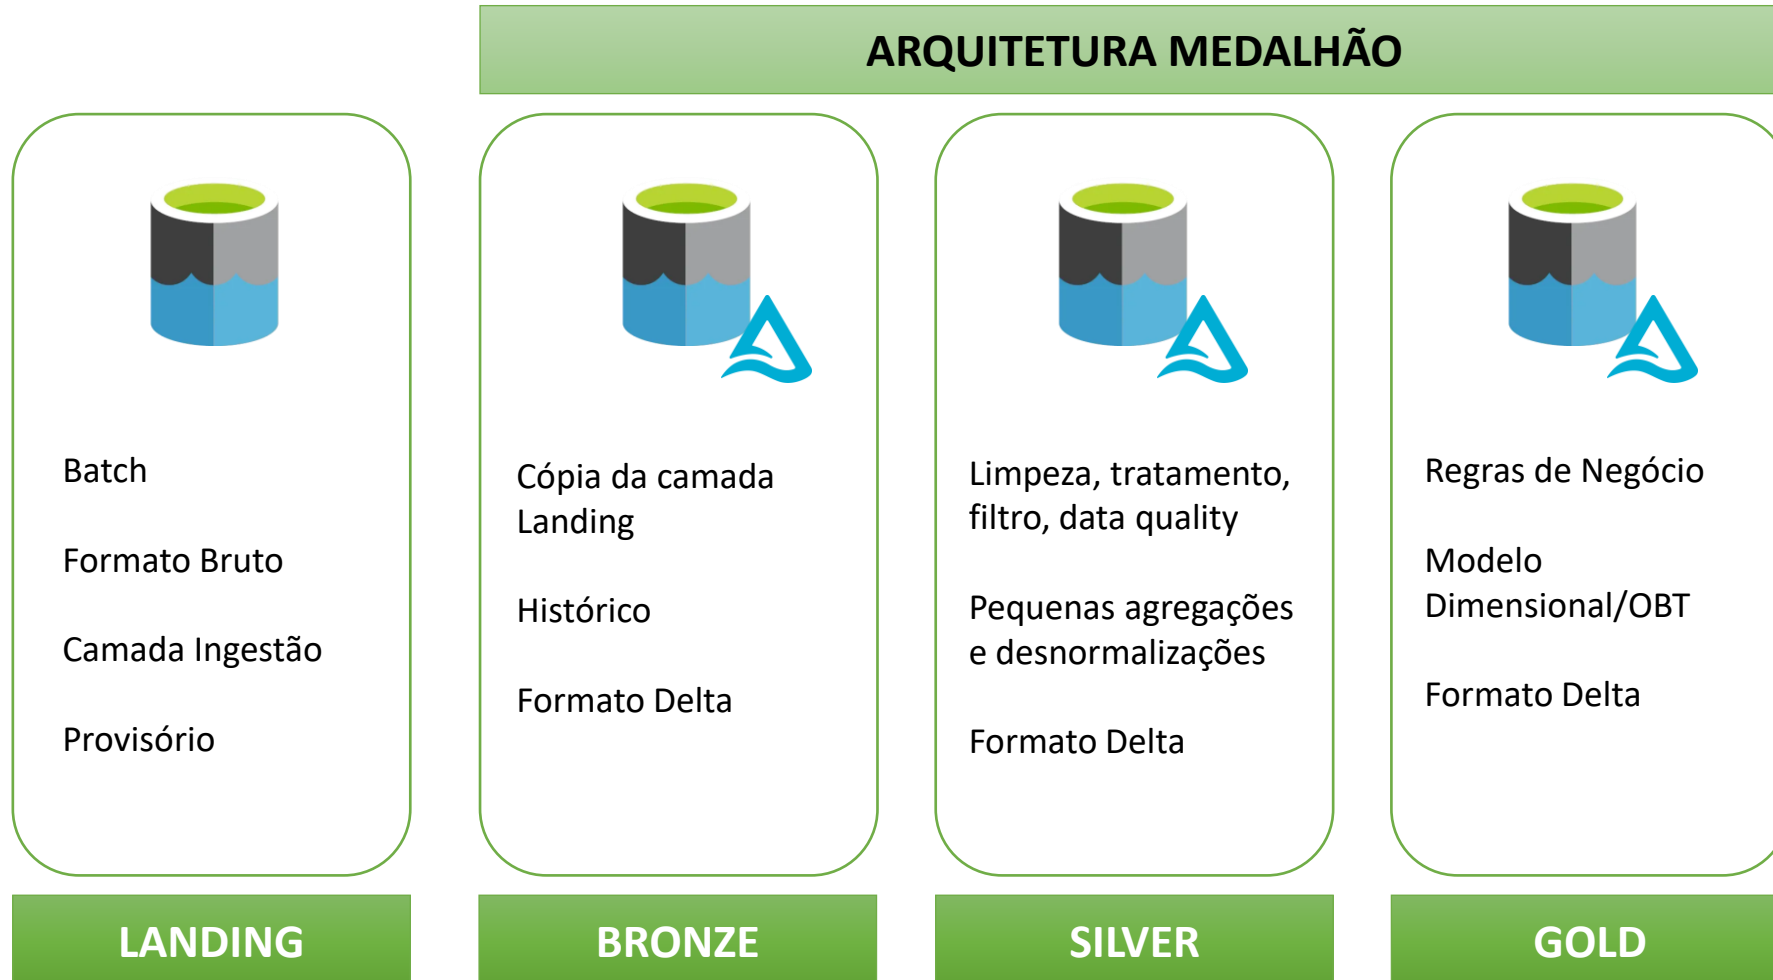 ARQUITETURA MEDALHÃO
Batch
Formato Bruto
Camada Ingestão
Provisório
LANDING
Cópia da camada
Landing
Histórico
Formato Delta
BRONZE
Limpeza, tratamento,
filtro, data quality
Pequenas agregações
e desnormalizações
Formato Delta
SILVER
Regras de Negócio
Modelo
Dimensional/OBT
Formato Delta
GOLD